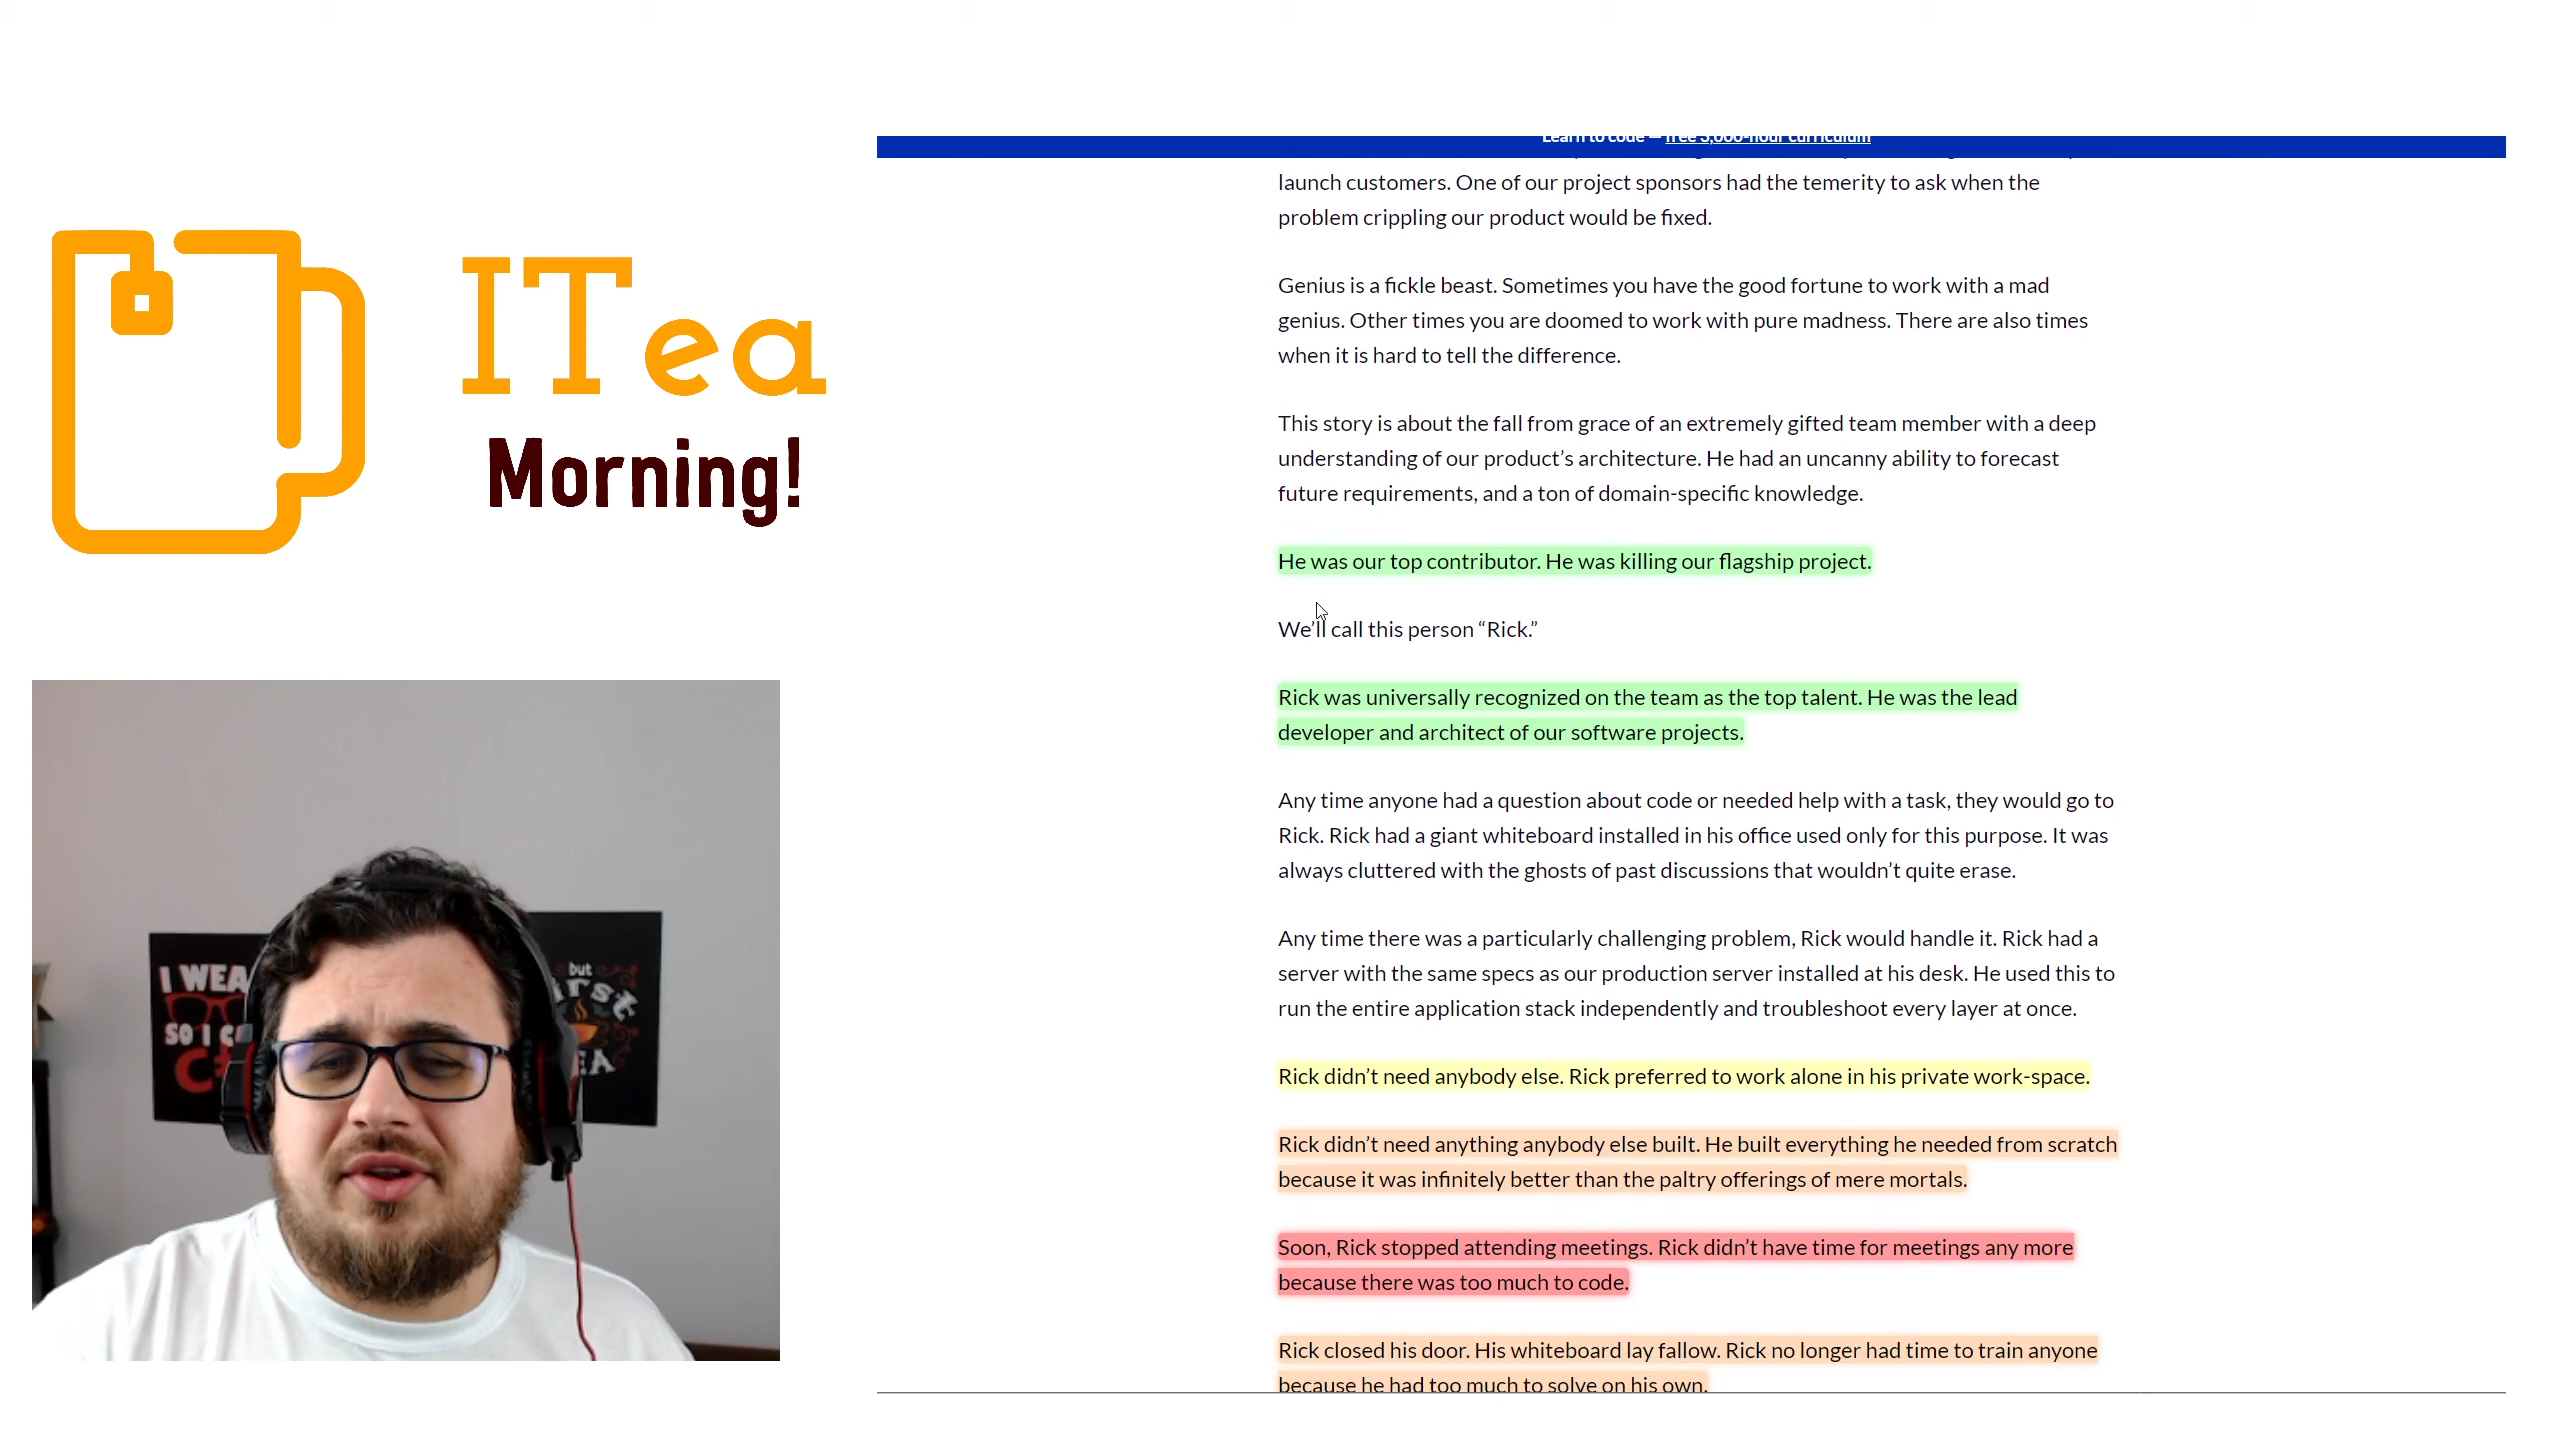 ITea
Morning!
I WEA
SO I C
C#
but
EA
Learn to code — free 3,000-hour curriculum
launch customers. One of our project sponsors had the temerity to ask when the
problem crippling our product would be fixed.
Genius is a fickle beast. Sometimes you have the good fortune to work with a mad
genius. Other times you are doomed to work with pure madness. There are also times
when it is hard to tell the difference.
This story is about the fall from grace of an extremely gifted team member with a deep
understanding of our product’s architecture. He had an uncanny ability to forecast
future requirements, and a ton of domain-specific knowledge.
He was our top contributor. He was killing our flagship project.
We’ll call this person “Rick.”
Rick was universally recognized on the team as the top talent. He was the lead
developer and architect of our software projects.
Any time anyone had a question about code or needed help with a task, they would go to
Rick. Rick had a giant whiteboard installed in his office used only for this purpose. It was
always cluttered with the ghosts of past discussions that wouldn’t quite erase.
Any time there was a particularly challenging problem, Rick would handle it. Rick had a
server with the same specs as our production server installed at his desk. He used this to
run the entire application stack independently and troubleshoot every layer at once.
Rick didn’t need anybody else. Rick preferred to work alone in his private work-space.
Rick didn’t need anything anybody else built. He built everything he needed from scratch
because it was infinitely better than the paltry offerings of mere mortals.
Soon, Rick stopped attending meetings. Rick didn’t have time for meetings any more
because there was too much to code.
Rick closed his door. His whiteboard lay fallow. Rick no longer had time to train anyone
because he had too much to solve on his own.